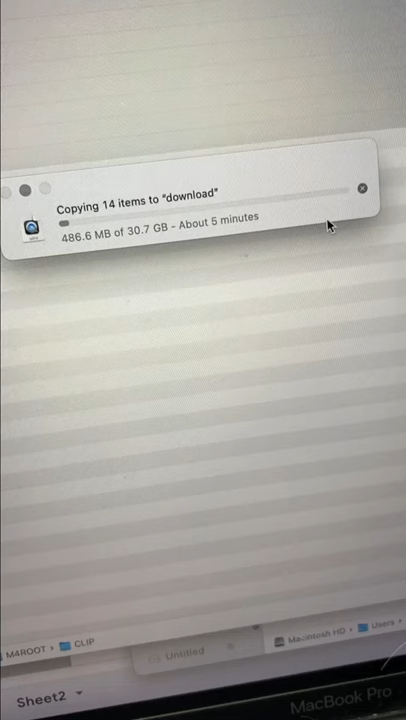 Copying 14 items to “download”
486.6 MB of 30.7 GB - About 5 minutes
M4ROOT › CLIP
Untitled
Macintosh HD › Users ›
Sheet2
MacBook Pro